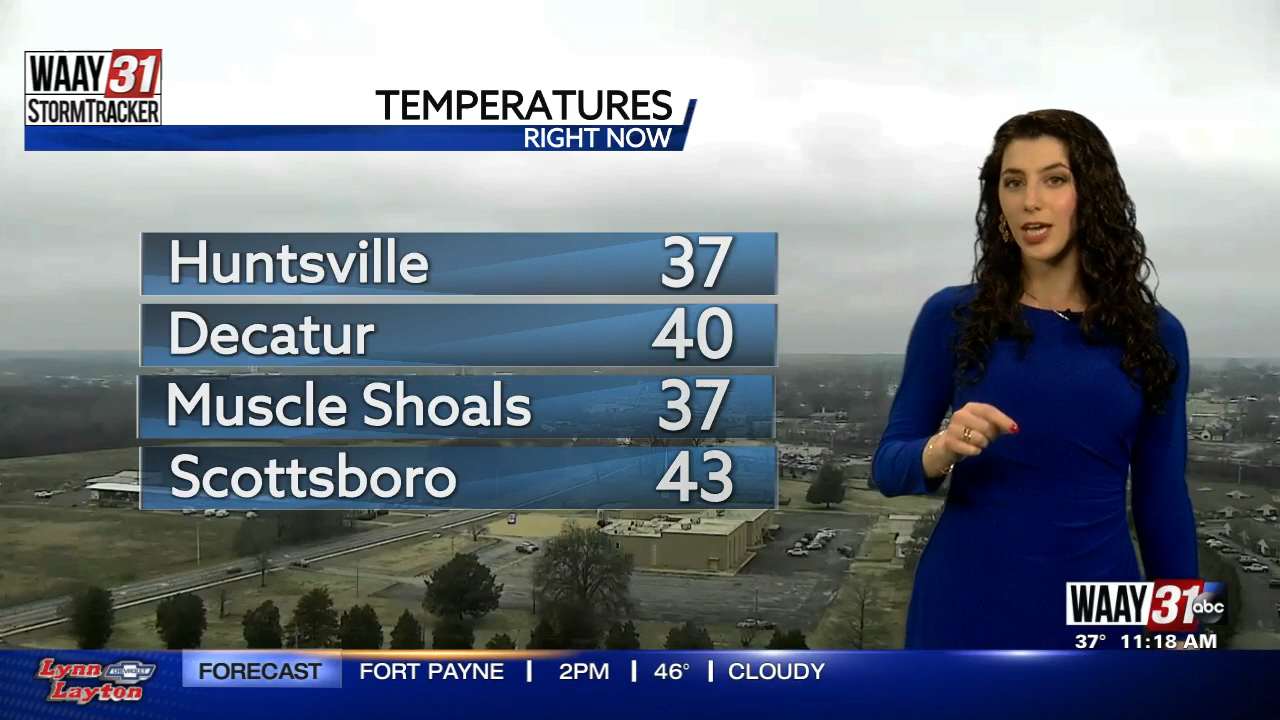 WAAY 31
STORMTRACKER
TEMPERATURES
RIGHT NOW
Huntsville 37
Decatur 40
Muscle Shoals 37
Scottsboro 43
WAAY 31 abc
37° 11:18 AM
Lynn CHEVROLET
Layton
FORECAST FORT PAYNE | 2PM | 46° | CLOUDY